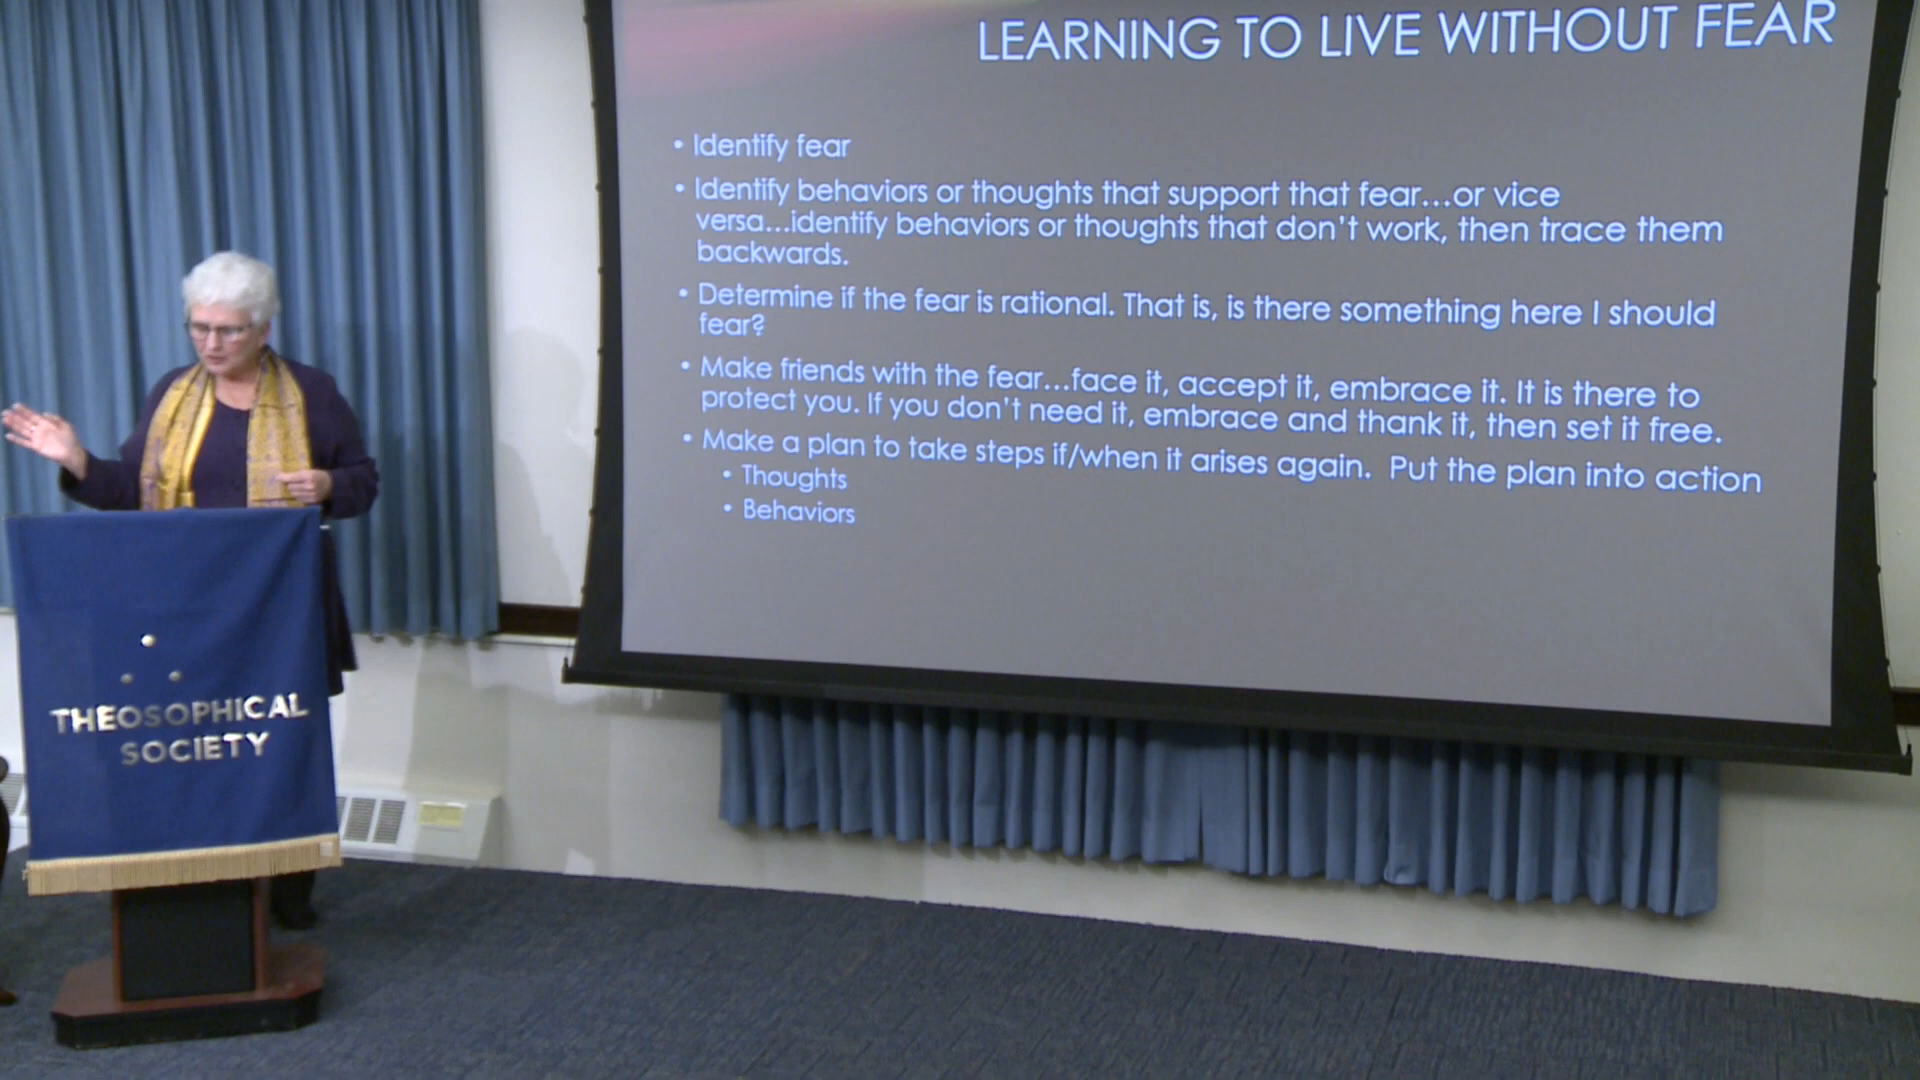 LEARNING TO LIVE WITHOUT FEAR
• Identify fear
• Identify behaviors or thoughts that support that fear...or vice
versa...identify behaviors or thoughts that don't work, then trace them
backwards.
• Determine if the fear is rational. That is, is there something here I should
fear?
• Make friends with the fear...face it, accept it, embrace it. It is there to
protect you. If you don't need it, embrace and thank it, then set it free.
• Make a plan to take steps if/when it arises again. Put the plan into action
• Thoughts
• Behaviors
THEOSOPHICAL
SOCIETY